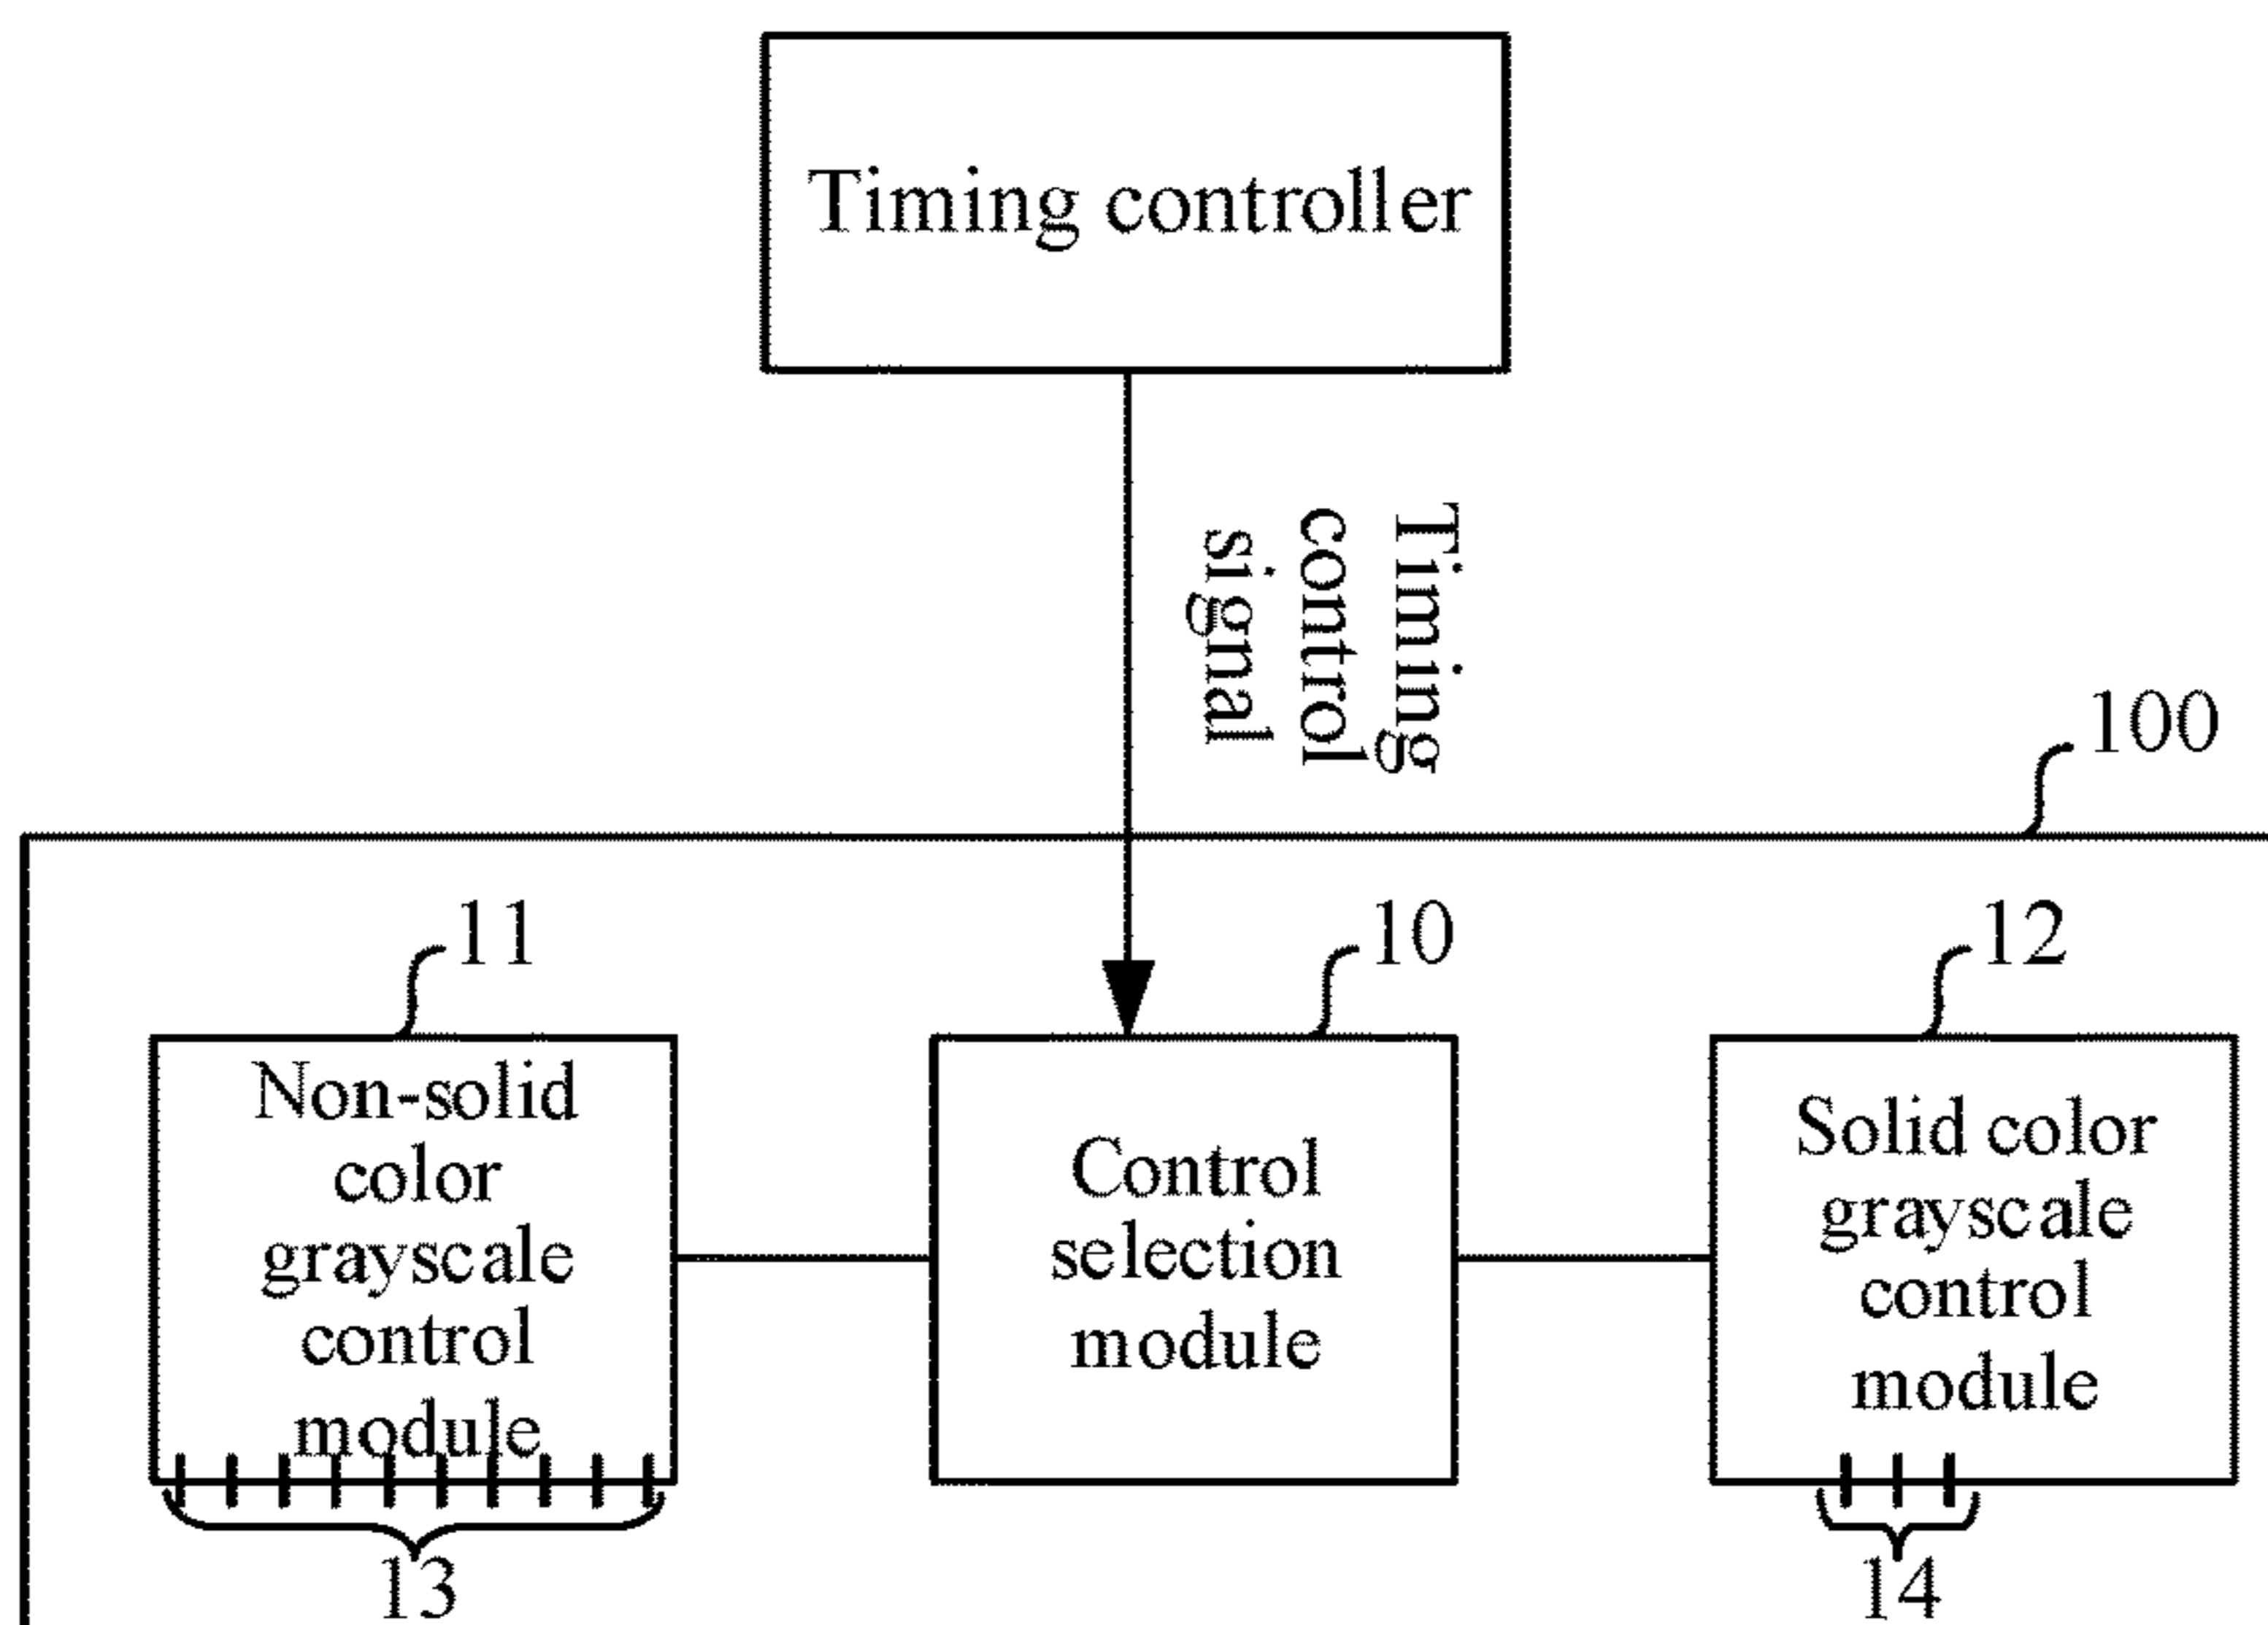 Timing controller
Timing
control
signal
100
11
10
12
Non-solid
color
grayscale
control
module
Control
selection
module
Solid color
grayscale
control
module
13
14